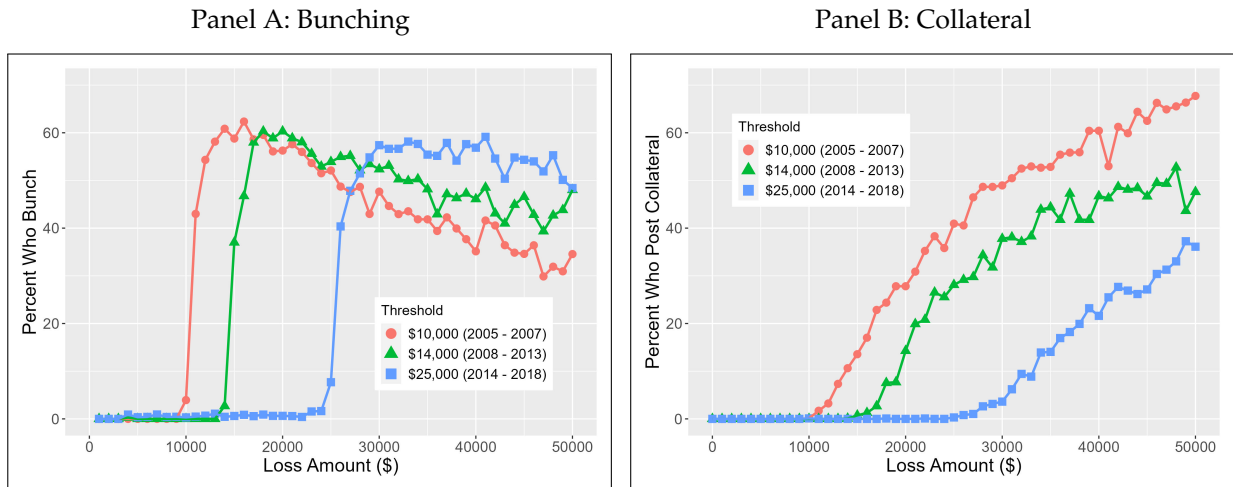 Panel A: Bunching
Percent Who Bunch
60
40
20
0
Threshold
$10,000 (2005 - 2007)
$14,000 (2008 - 2013)
$25,000 (2014 - 2018)
0 10000 20000 30000 40000 50000
Loss Amount ($)
Panel B: Collateral
Percent Who Post Collateral
60
40
20
0
Threshold
$10,000 (2005 - 2007)
$14,000 (2008 - 2013)
$25,000 (2014 - 2018)
0 10000 20000 30000 40000 50000
Loss Amount ($)